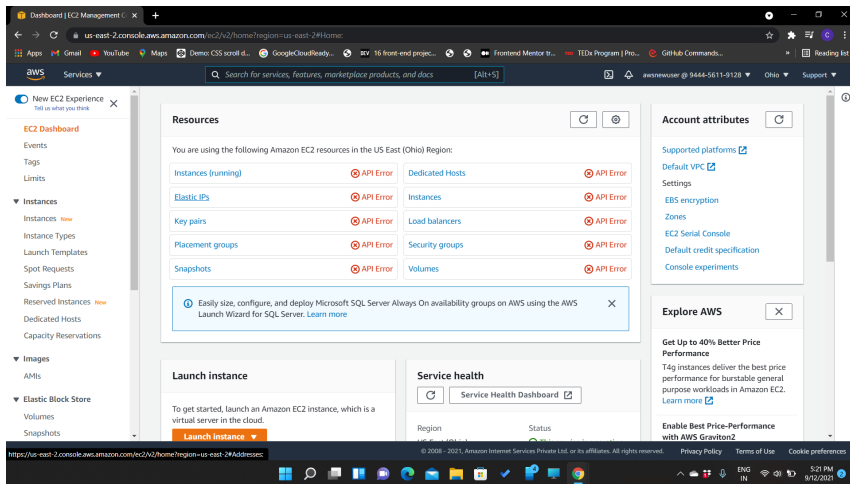 Dashboard | EC2 Management C
us-east-2.console.aws.amazon.com/ec2/v2/home?region=us-east-2#Home:
Apps
Gmail
YouTube
Maps
Demo: CSS scroll d...
GoogleCloudReady...
16 front-end projec...
Frontend Mentor tr...
TEDx Program | Pro...
GitHub Commands...
Reading list
aws
Services
Search for services, features, marketplace products, and docs
[Alt+S]
awsnewuser @ 9444-5611-9128
Ohio
Support
New EC2 Experience
Tell us what you think
EC2 Dashboard
Events
Tags
Limits
Instances
Instances New
Instance Types
Launch Templates
Spot Requests
Savings Plans
Reserved Instances New
Dedicated Hosts
Capacity Reservations
Images
AMIs
Elastic Block Store
Volumes
Snapshots
Resources
You are using the following Amazon EC2 resources in the US East (Ohio) Region:
Instances (running) API Error
Dedicated Hosts API Error
Elastic IPs API Error
Instances API Error
Key pairs API Error
Load balancers API Error
Placement groups API Error
Security groups API Error
Snapshots API Error
Volumes API Error
Easily size, configure, and deploy Microsoft SQL Server Always On availability groups on AWS using the AWS
Launch Wizard for SQL Server. Learn more
Launch instance
To get started, launch an Amazon EC2 instance, which is a
virtual server in the cloud.
Launch instance
Service health
Service Health Dashboard
Region
Status
Account attributes
Supported platforms
Default VPC
Settings
EBS encryption
Zones
EC2 Serial Console
Default credit specification
Console experiments
Explore AWS
Get Up to 40% Better Price
Performance
T4g instances deliver the best price
performance for burstable general
purpose workloads in Amazon EC2.
Learn more
Enable Best Price-Performance
with AWS Graviton2
https://us-east-2.console.aws.amazon.com/ec2/v2/home?region=us-east-2#Addresses:
© 2008 - 2021, Amazon Internet Services Private Ltd. or its affiliates. All rights reserved.
Privacy Policy
Terms of Use
Cookie preferences
ENG
IN
5:21 PM
9/12/2021